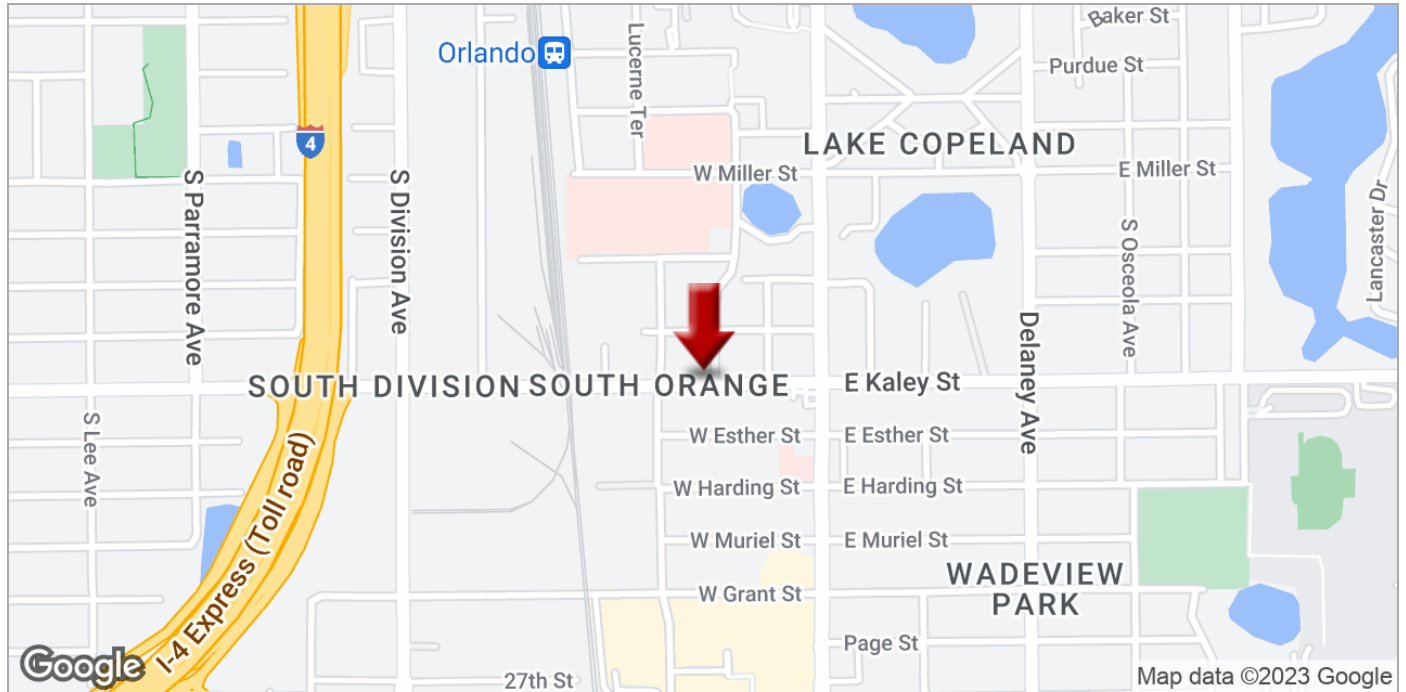 Baker St
Orlando
Lucerne Ter
Purdue St
4
LAKE COPELAND
W Miller St
E Miller St
S Parramore Ave
S Division Ave
S Osceola Ave
Lancaster Dr
Delaney Ave
SOUTH DIVISION
SOUTH ORANGE
E Kaley St
S Lee Ave
W Esther St
E Esther St
W Harding St
E Harding St
I-4 Express (Toll road)
W Muriel St
E Muriel St
WADEVIEW
PARK
W Grant St
Page St
27th St
Google
Map data ©2023 Google